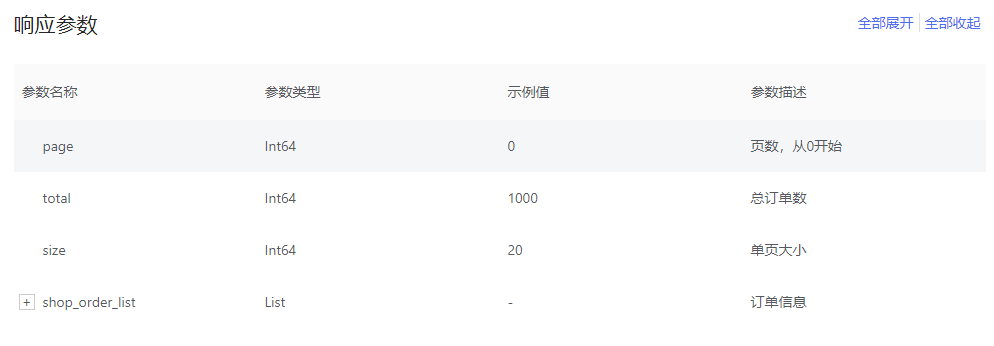 响应参数
全部展开 全部收起
参数名称 参数类型 示例值 参数描述
page Int64 0 页数，从0开始
total Int64 1000 总订单数
size Int64 20 单页大小
+ shop_order_list List - 订单信息